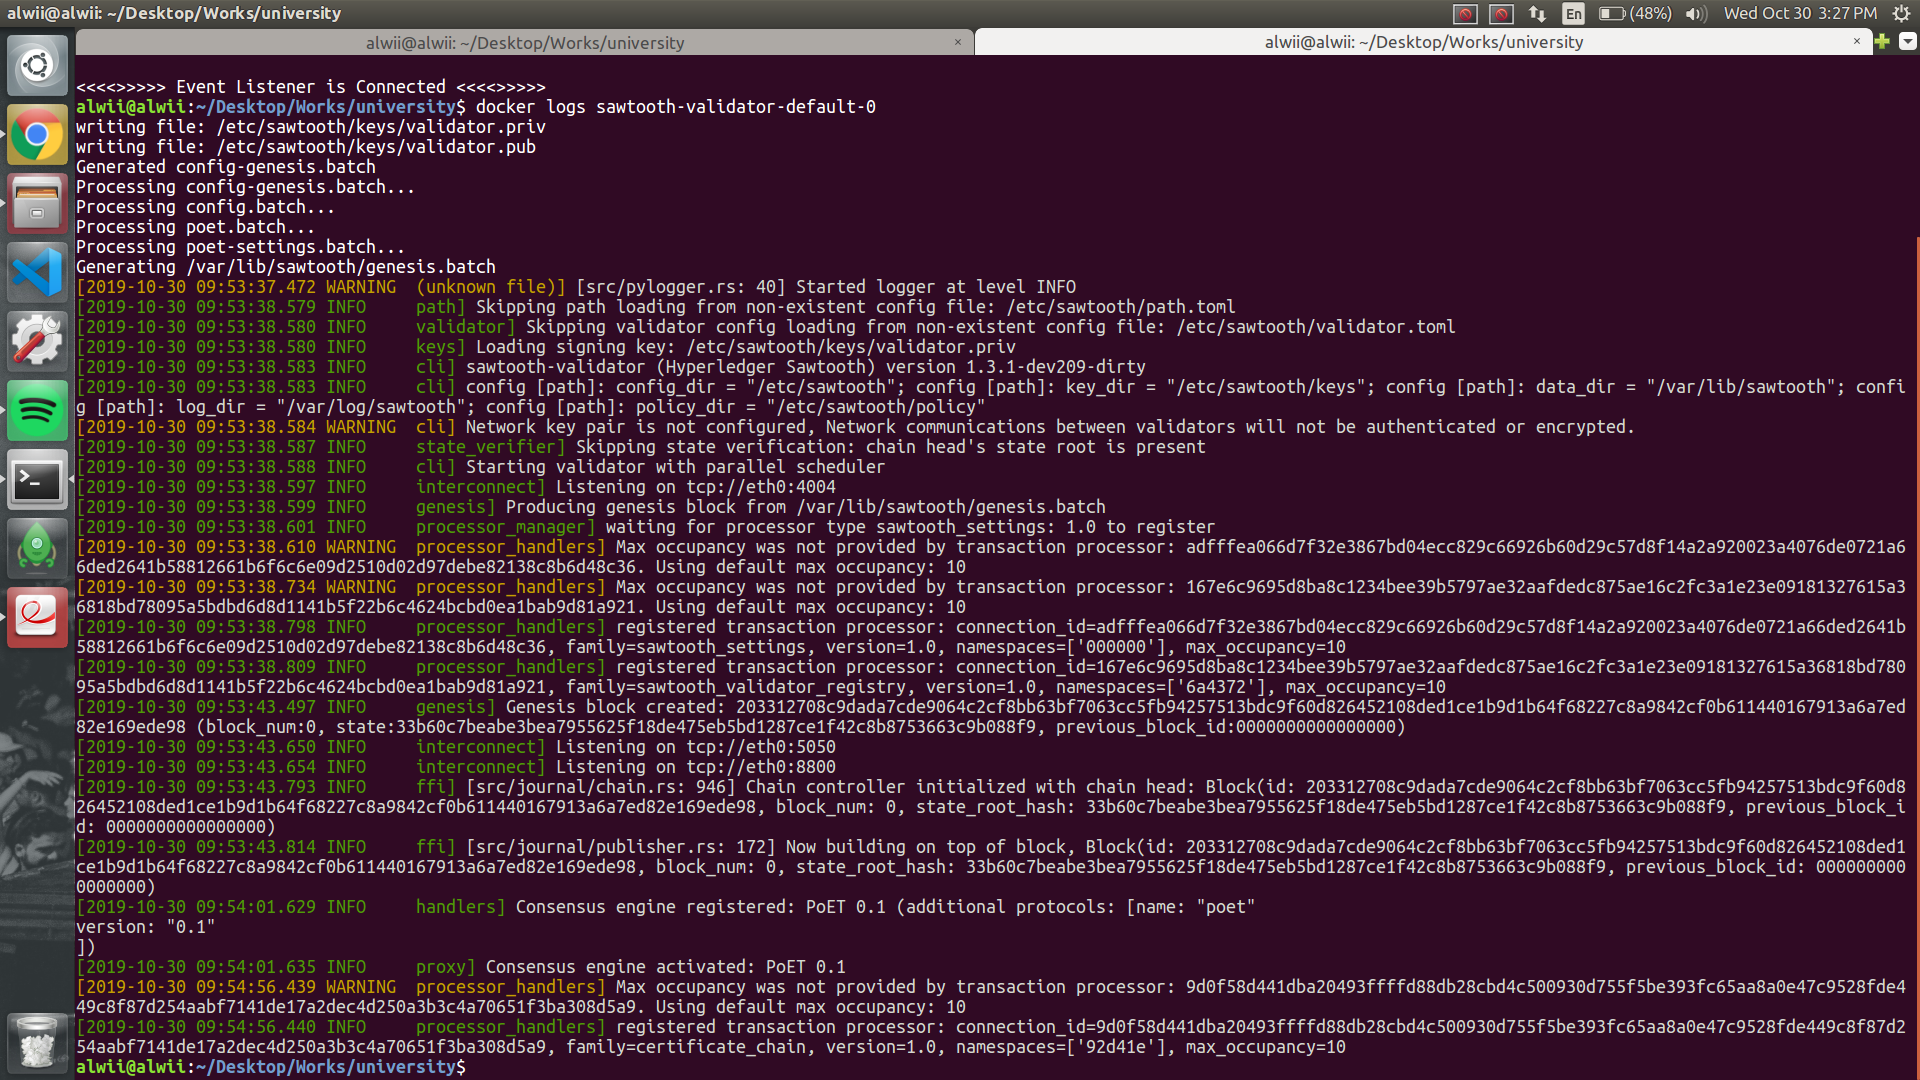 alwii@alwii: ~/Desktop/Works/university
En
(48%)
Wed Oct 30 3:27 PM
alwii@alwii: ~/Desktop/Works/university ×
alwii@alwii: ~/Desktop/Works/university ×
<<<<>>>>> Event Listener is Connected <<<<>>>>>
alwii@alwii:~/Desktop/Works/university$ docker logs sawtooth-validator-default-0
writing file: /etc/sawtooth/keys/validator.priv
writing file: /etc/sawtooth/keys/validator.pub
Generated config-genesis.batch
Processing config-genesis.batch...
Processing config.batch...
Processing poet.batch...
Processing poet-settings.batch...
Generating /var/lib/sawtooth/genesis.batch
[2019-10-30 09:53:37.472 WARNING  (unknown file)] [src/pylogger.rs: 40] Started logger at level INFO
[2019-10-30 09:53:38.579 INFO     path] Skipping path loading from non-existent config file: /etc/sawtooth/path.toml
[2019-10-30 09:53:38.580 INFO     validator] Skipping validator config loading from non-existent config file: /etc/sawtooth/validator.toml
[2019-10-30 09:53:38.580 INFO     keys] Loading signing key: /etc/sawtooth/keys/validator.priv
[2019-10-30 09:53:38.583 INFO     cli] sawtooth-validator (Hyperledger Sawtooth) version 1.3.1-dev209-dirty
[2019-10-30 09:53:38.583 INFO     cli] config [path]: config_dir = "/etc/sawtooth"; config [path]: key_dir = "/etc/sawtooth/keys"; config [path]: data_dir = "/var/lib/sawtooth"; confi
g [path]: log_dir = "/var/log/sawtooth"; config [path]: policy_dir = "/etc/sawtooth/policy"
[2019-10-30 09:53:38.584 WARNING  cli] Network key pair is not configured, Network communications between validators will not be authenticated or encrypted.
[2019-10-30 09:53:38.587 INFO     state_verifier] Skipping state verification: chain head's state root is present
[2019-10-30 09:53:38.588 INFO     cli] Starting validator with parallel scheduler
[2019-10-30 09:53:38.597 INFO     interconnect] Listening on tcp://eth0:4004
[2019-10-30 09:53:38.599 INFO     genesis] Producing genesis block from /var/lib/sawtooth/genesis.batch
[2019-10-30 09:53:38.601 INFO     processor_manager] waiting for processor type sawtooth_settings: 1.0 to register
[2019-10-30 09:53:38.610 WARNING  processor_handlers] Max occupancy was not provided by transaction processor: adfffea066d7f32e3867bd04ecc829c66926b60d29c57d8f14a2a920023a4076de0721a6
6ded2641b58812661b6f6c6e09d2510d02d97debe82138c8b6d48c36. Using default max occupancy: 10
[2019-10-30 09:53:38.734 WARNING  processor_handlers] Max occupancy was not provided by transaction processor: 167e6c9695d8ba8c1234bee39b5797ae32aafdedc875ae16c2fc3a1e23e09181327615a3
6818bd78095a5bdbd6d8d1141b5f22b6c4624bcbd0ea1bab9d81a921. Using default max occupancy: 10
[2019-10-30 09:53:38.798 INFO     processor_handlers] registered transaction processor: connection_id=adfffea066d7f32e3867bd04ecc829c66926b60d29c57d8f14a2a920023a4076de0721a66ded2641b
58812661b6f6c6e09d2510d02d97debe82138c8b6d48c36, family=sawtooth_settings, version=1.0, namespaces=['000000'], max_occupancy=10
[2019-10-30 09:53:38.809 INFO     processor_handlers] registered transaction processor: connection_id=167e6c9695d8ba8c1234bee39b5797ae32aafdedc875ae16c2fc3a1e23e09181327615a36818bd780
95a5bdbd6d8d1141b5f22b6c4624bcbd0ea1bab9d81a921, family=sawtooth_validator_registry, version=1.0, namespaces=['6a4372'], max_occupancy=10
[2019-10-30 09:53:43.497 INFO     genesis] Genesis block created: 203312708c9dada7cde9064c2cf8bb63bf7063cc5fb94257513bdc9f60d826452108ded1ce1b9d1b64f68227c8a9842cf0b611440167913a6a7ed
82e169ede98 (block_num:0, state:33b60c7beabe3bea7955625f18de475eb5bd1287ce1f42c8b8753663c9b088f9, previous_block_id:0000000000000000)
[2019-10-30 09:53:43.650 INFO     interconnect] Listening on tcp://eth0:5050
[2019-10-30 09:53:43.654 INFO     interconnect] Listening on tcp://eth0:8800
[2019-10-30 09:53:43.793 INFO     ffi] [src/journal/chain.rs: 946] Chain controller initialized with chain head: Block(id: 203312708c9dada7cde9064c2cf8bb63bf7063cc5fb94257513bdc9f60d8
26452108ded1ce1b9d1b64f68227c8a9842cf0b611440167913a6a7ed82e169ede98, block_num: 0, state_root_hash: 33b60c7beabe3bea7955625f18de475eb5bd1287ce1f42c8b8753663c9b088f9, previous_block_i
d: 0000000000000000)
[2019-10-30 09:53:43.814 INFO     ffi] [src/journal/publisher.rs: 172] Now building on top of block, Block(id: 203312708c9dada7cde9064c2cf8bb63bf7063cc5fb94257513bdc9f60d826452108ded1
ce1b9d1b64f68227c8a9842cf0b611440167913a6a7ed82e169ede98, block_num: 0, state_root_hash: 33b60c7beabe3bea7955625f18de475eb5bd1287ce1f42c8b8753663c9b088f9, previous_block_id: 000000000
0000000)
[2019-10-30 09:54:01.629 INFO     handlers] Consensus engine registered: PoET 0.1 (additional protocols: [name: "poet"
version: "0.1"
])
[2019-10-30 09:54:01.635 INFO     proxy] Consensus engine activated: PoET 0.1
[2019-10-30 09:54:56.439 WARNING  processor_handlers] Max occupancy was not provided by transaction processor: 9d0f58d441dba20493ffffd88db28cbd4c500930d755f5be393fc65aa8a0e47c9528fde4
49c8f87d254aabf7141de17a2dec4d250a3b3c4a70651f3ba308d5a9. Using default max occupancy: 10
[2019-10-30 09:54:56.440 INFO     processor_handlers] registered transaction processor: connection_id=9d0f58d441dba20493ffffd88db28cbd4c500930d755f5be393fc65aa8a0e47c9528fde449c8f87d2
54aabf7141de17a2dec4d250a3b3c4a70651f3ba308d5a9, family=certificate_chain, version=1.0, namespaces=['92d41e'], max_occupancy=10
alwii@alwii:~/Desktop/Works/university$